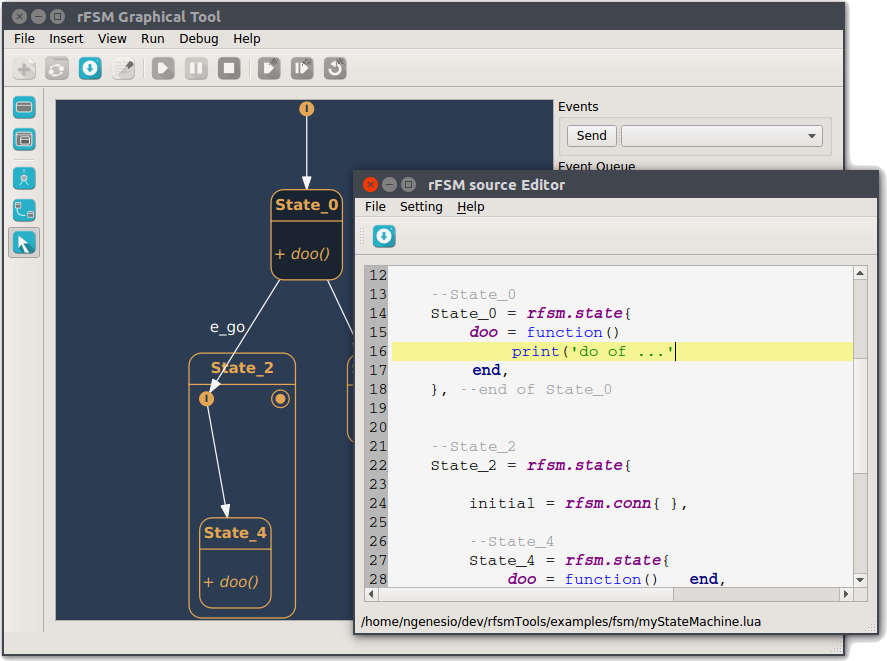 rFSM Graphical Tool
File Insert View Run Debug Help
Events
Send
Event Queue
I
State_0
+ doo()
e_go
State_2
I
State_4
+ doo()
rFSM source Editor
File Setting Help
12
13 --State_0
14 State_0 = rfsm.state{
15 doo = function()
16 print('do of ...'
17 end,
18 }, --end of State_0
19
20
21 --State_2
22 State_2 = rfsm.state{
23
24 initial = rfsm.conn{ },
25
26 --State_4
27 State_4 = rfsm.state{
28 doo = function() end,
/home/ngenesio/dev/rfsmTools/examples/fsm/myStateMachine.lua